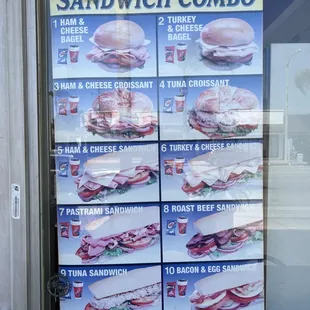 SANDWICH COMBO
1 HAM & CHEESE BAGEL
2 TURKEY & CHEESE BAGEL
3 HAM & CHEESE CROISSANT
4 TUNA CROISSANT
5 HAM & CHEESE SANDWICH
6 TURKEY & CHEESE SANDWICH
7 PASTRAMI SANDWICH
8 ROAST BEEF SANDWICH
9 TUNA SANDWICH
10 BACON & EGG SANDWICH